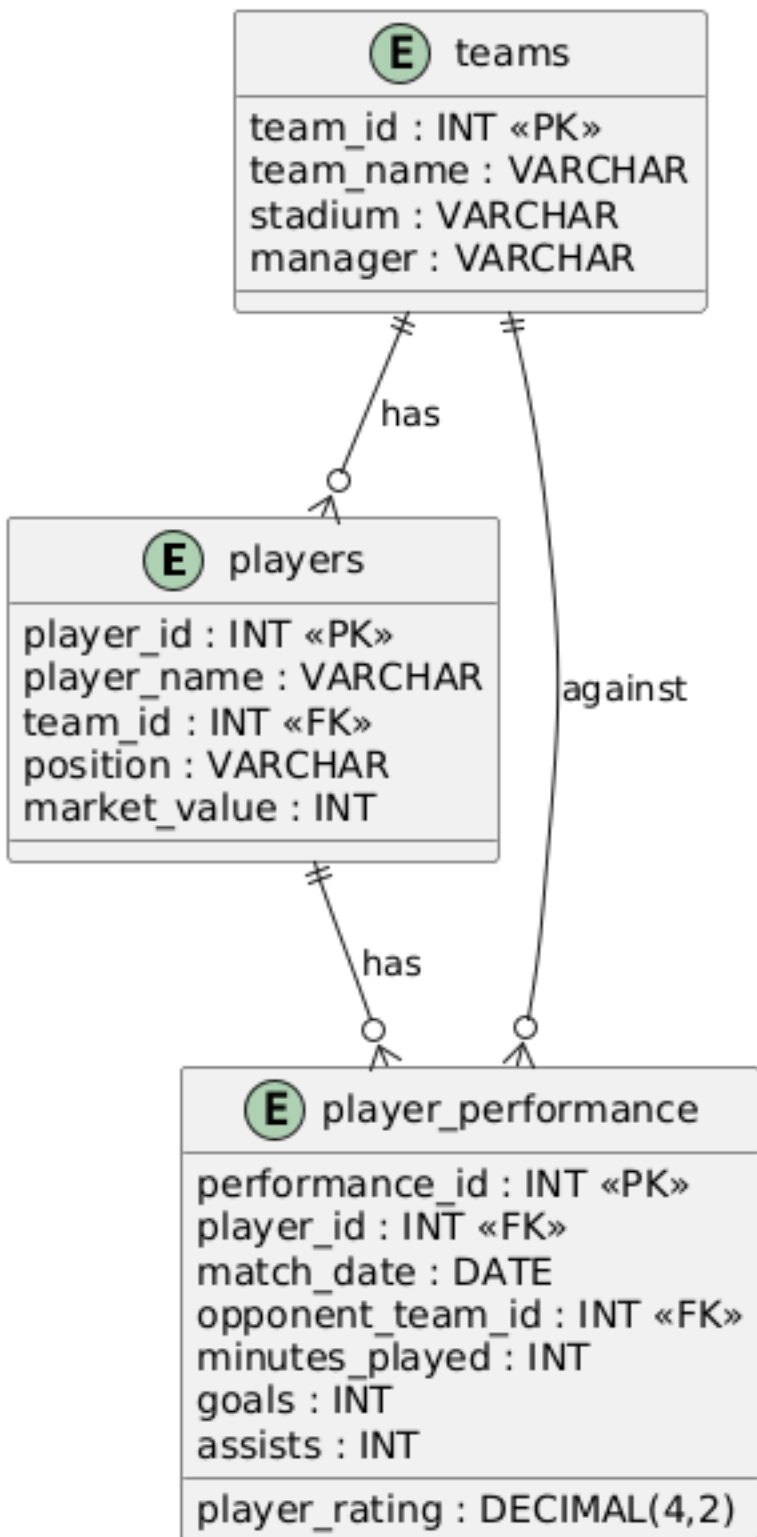 E teams
team_id : INT «PK»
team_name : VARCHAR
stadium : VARCHAR
manager : VARCHAR
has
E players
player_id : INT «PK»
player_name : VARCHAR
team_id : INT «FK»
position : VARCHAR
market_value : INT
against
has
E player_performance
performance_id : INT «PK»
player_id : INT «FK»
match_date : DATE
opponent_team_id : INT «FK»
minutes_played : INT
goals : INT
assists : INT
player_rating : DECIMAL(4,2)